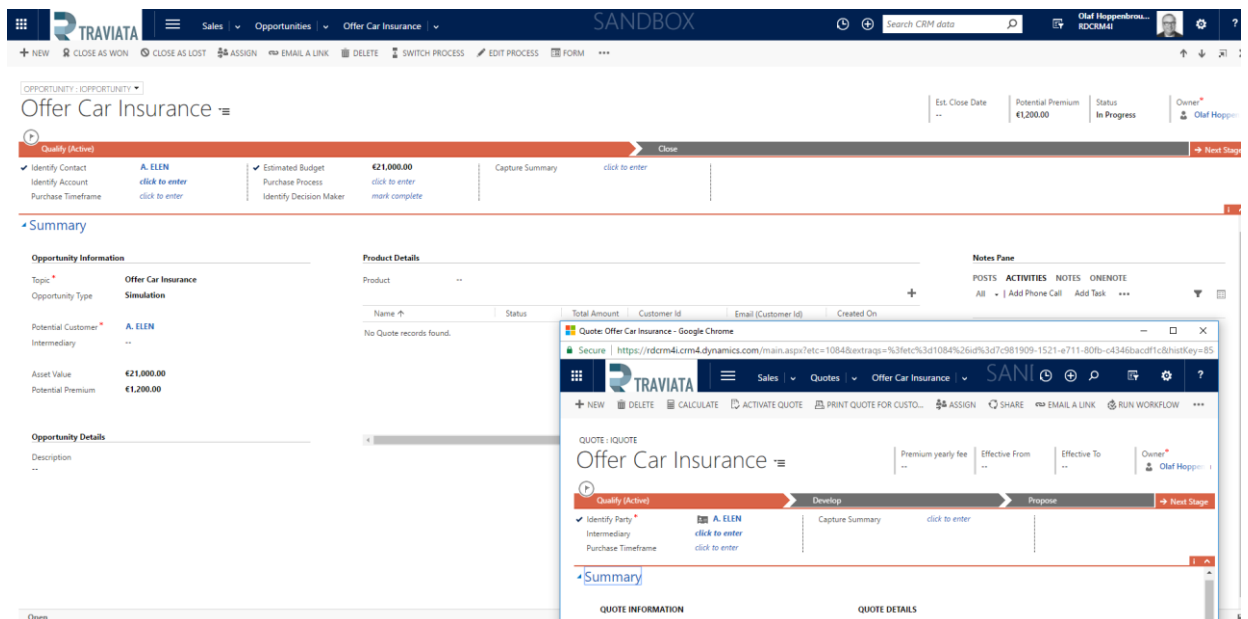 TRAVIATA Sales Opportunities Offer Car Insurance SANDBOX Search CRM data Olaf Hoppenbrou... RDCRM4I ?
NEW CLOSE AS WON CLOSE AS LOST ASSIGN EMAIL A LINK DELETE SWITCH PROCESS EDIT PROCESS FORM •••
OPPORTUNITY : IOPPORTUNITY
Offer Car Insurance
Est. Close Date Potential Premium Status Owner*
-- €1,200.00 In Progress Olaf Hoppen
Qualify (Active) Close Next Stage
Identify Contact A. ELEN Estimated Budget €21,000.00 Capture Summary click to enter
Identify Account click to enter Purchase Process click to enter
Purchase Timeframe click to enter Identify Decision Maker mark complete
Summary
Opportunity Information Product Details Notes Pane
Topic* Offer Car Insurance Product -- POSTS ACTIVITIES NOTES ONENOTE
Opportunity Type Simulation All | Add Phone Call Add Task •••
Name Status Total Amount Customer Id Email (Customer Id) Created On
No Quote records found.
Potential Customer* A. ELEN
Intermediary --
Asset Value €21,000.00
Potential Premium €1,200.00
Opportunity Details
Description
--
Open
Quote: Offer Car Insurance - Google Chrome
Secure | https://rdcrm4i.crm4.dynamics.com/main.aspx?etc=1084&extraqs=%3fetc%3d1084%26id%3d7c981909-1521-e711-80fb-c4346bacdf1c&histKey=85
TRAVIATA Sales Quotes Offer Car Insurance SANI ?
NEW DELETE CALCULATE ACTIVATE QUOTE PRINT QUOTE FOR CUSTO... ASSIGN SHARE EMAIL A LINK RUN WORKFLOW •••
QUOTE : IQUOTE
Offer Car Insurance
Premium yearly fee Effective From Effective To Owner*
-- -- -- Olaf Hoppen
Qualify (Active) Develop Propose Next Stage
Identify Party* A. ELEN Capture Summary click to enter
Intermediary click to enter
Purchase Timeframe click to enter
Summary
QUOTE INFORMATION QUOTE DETAILS